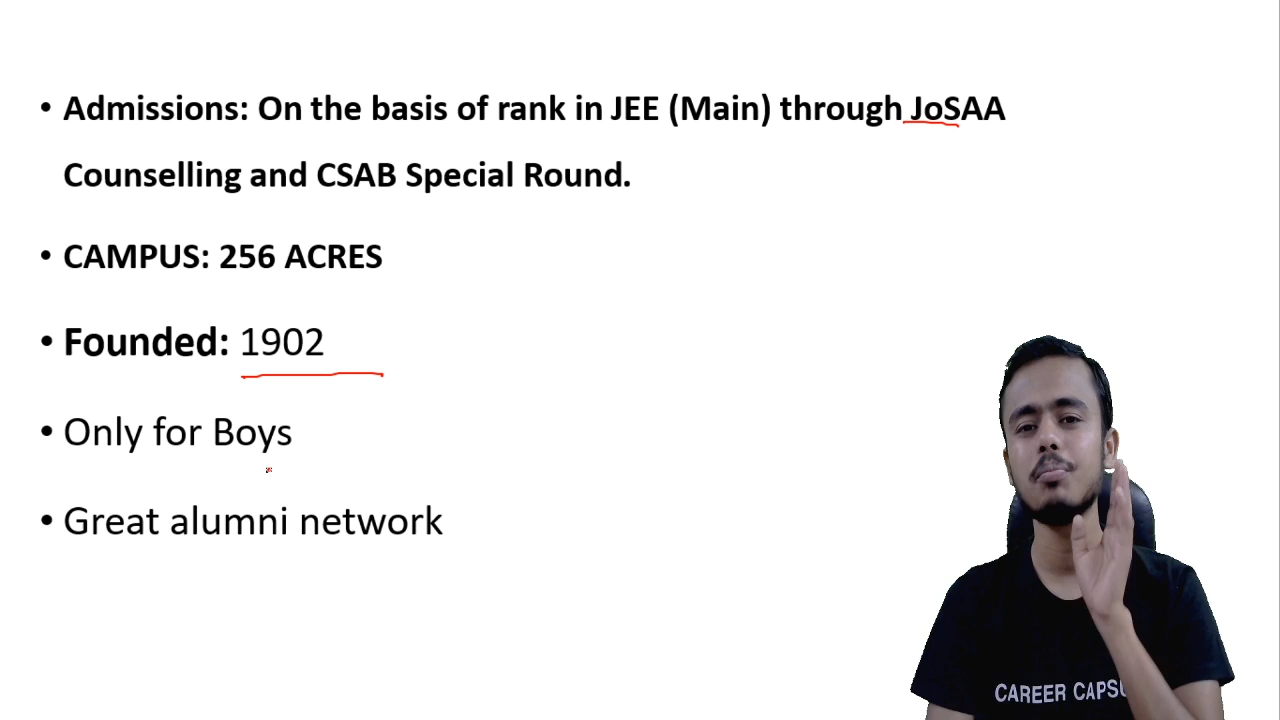 • Admissions: On the basis of rank in JEE (Main) through JoSAA
Counselling and CSAB Special Round.
• CAMPUS: 256 ACRES
• Founded: 1902
• Only for Boys
• Great alumni network
CAREER CAPSU